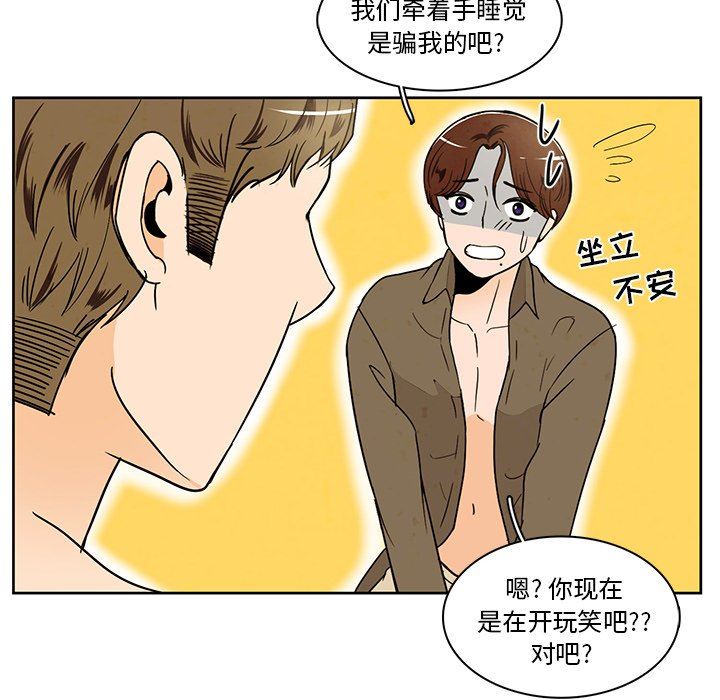 我们牵着手睡觉
是骗我的吧?
坐立
不安
嗯? 你现在
是在开玩笑吧??
对吧?